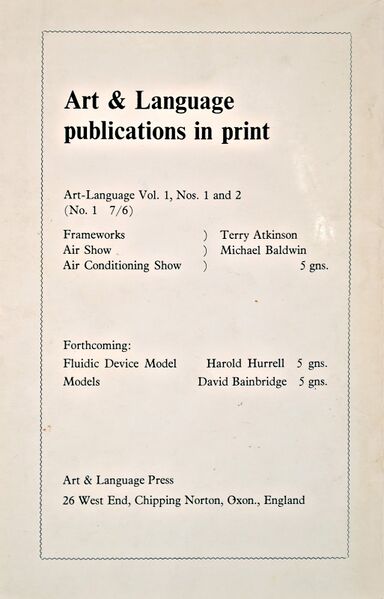 Art & Language
publications in print
Art-Language Vol. 1, Nos. 1 and 2
(No. 1 7/6)
Frameworks ) Terry Atkinson
Air Show ) Michael Baldwin
Air Conditioning Show ) 5 gns.
Forthcoming:
Fluidic Device Model Harold Hurrell 5 gns.
Models David Bainbridge 5 gns.
Art & Language Press
26 West End, Chipping Norton, Oxon., England